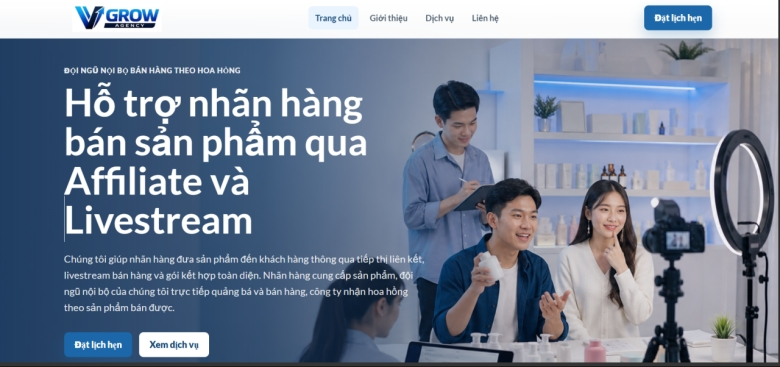 VGROW
AGENCY
Trang chủ
Giới thiệu
Dịch vụ
Liên hệ
Đặt lịch hẹn
ĐỘI NGŨ NỘI BỘ BÁN HÀNG THEO HOA HỒNG
Hỗ trợ nhãn hàng
bán sản phẩm qua
Affiliate và
Livestream
Chúng tôi giúp nhãn hàng đưa sản phẩm đến khách hàng thông qua tiếp thị liên kết,
livestream bán hàng và gói kết hợp toàn diện. Nhãn hàng cung cấp sản phẩm, đội
ngũ nội bộ của chúng tôi trực tiếp quảng bá và bán hàng, công ty nhận hoa hồng
theo sản phẩm bán được.
Đặt lịch hẹn
Xem dịch vụ